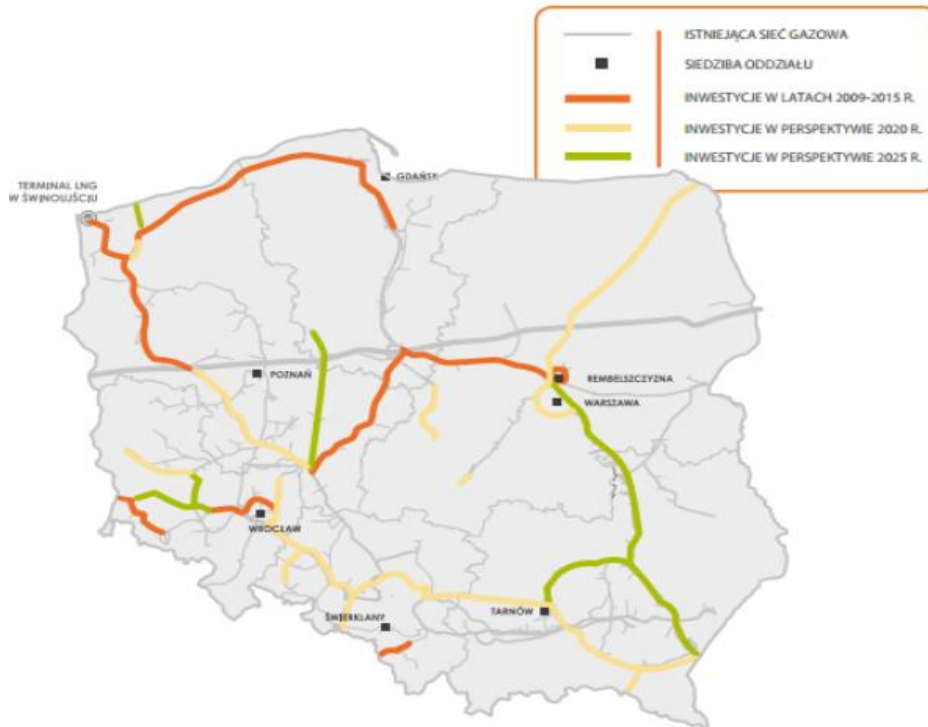 ISTNIEJĄCA SIEĆ GAZOWA
SIEDZIBA ODDZIAŁU
INWESTYCJE W LATACH 2009-2015 R.
INWESTYCJE W PERSPEKTYWIE 2020 R.
INWESTYCJE W PERSPEKTYWIE 2025 R.
TERMINAL LNG
W ŚWINOUJŚCIU
GDAŃSK
POZNAŃ
REMBELSZCZYZNA
WARSZAWA
WROCŁAW
TARNÓW
ŚWIERKLANY